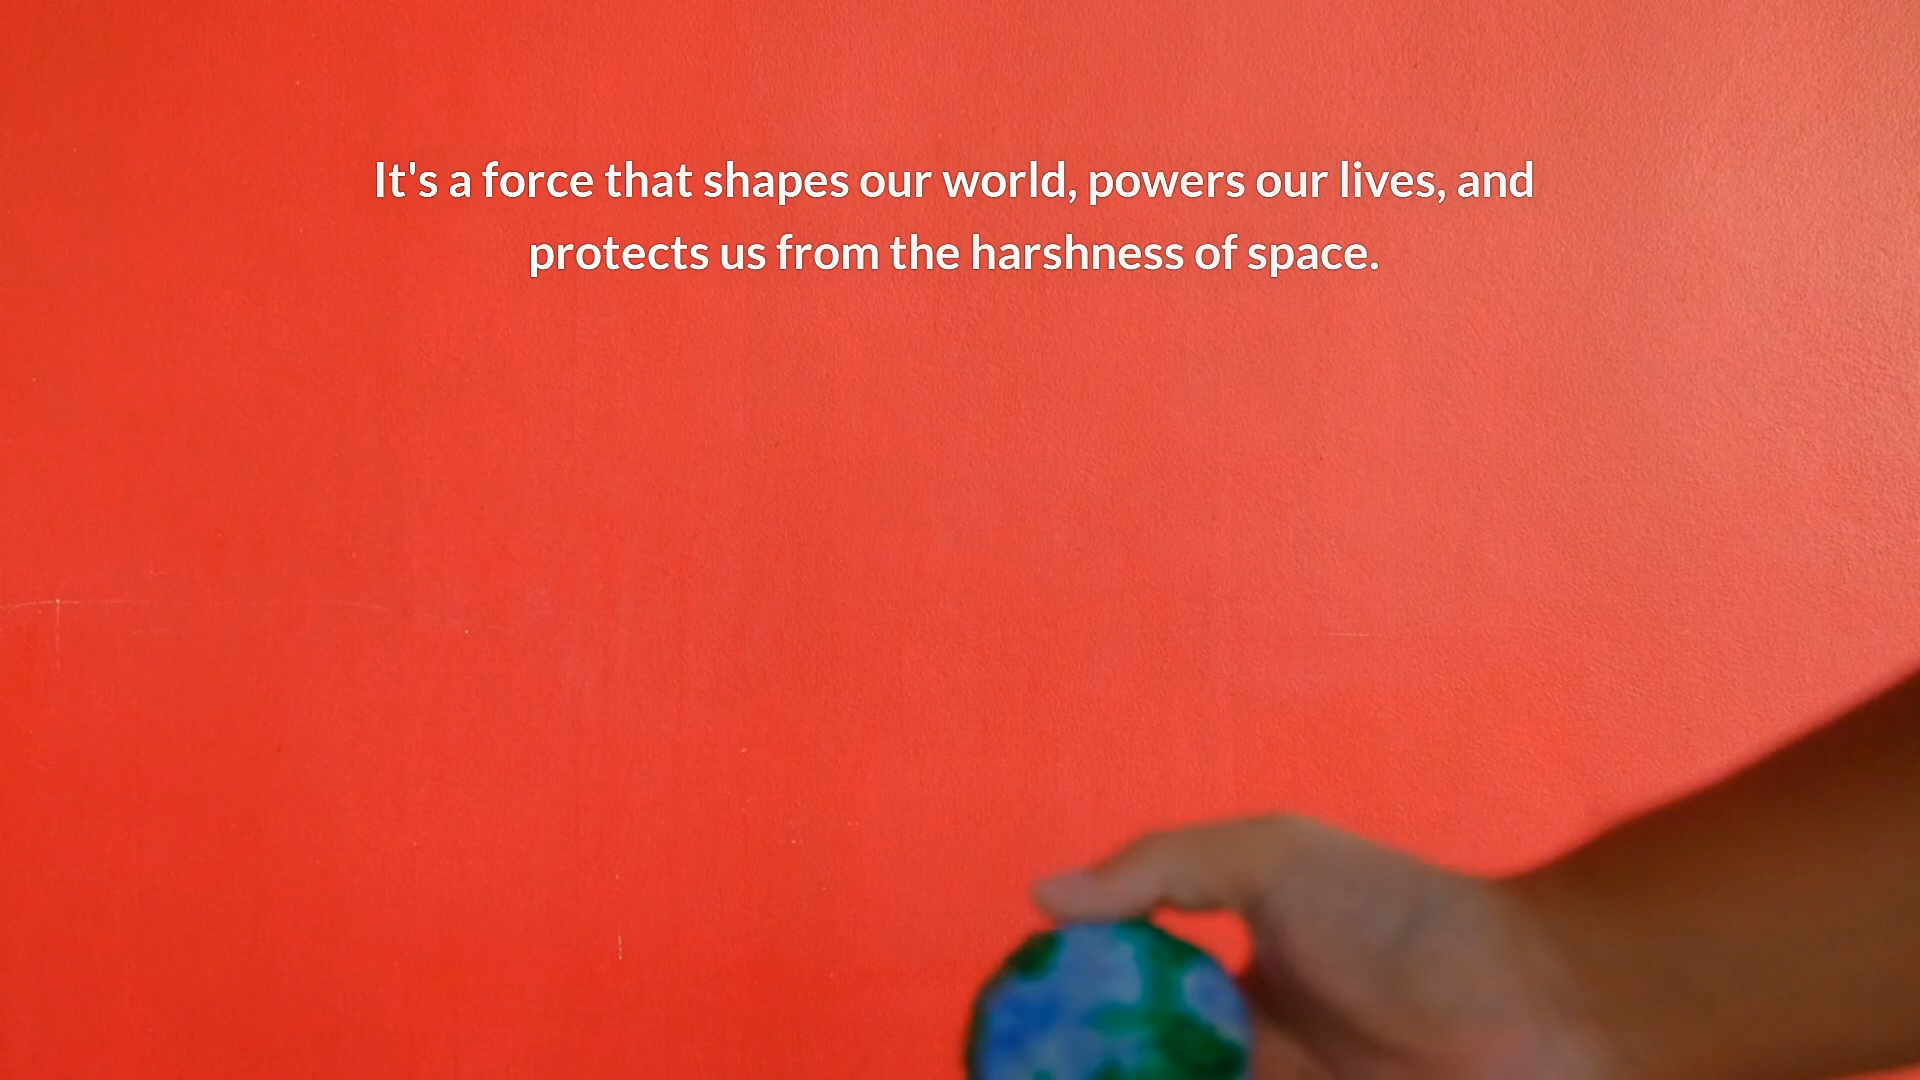 It's a force that shapes our world, powers our lives, and
protects us from the harshness of space.